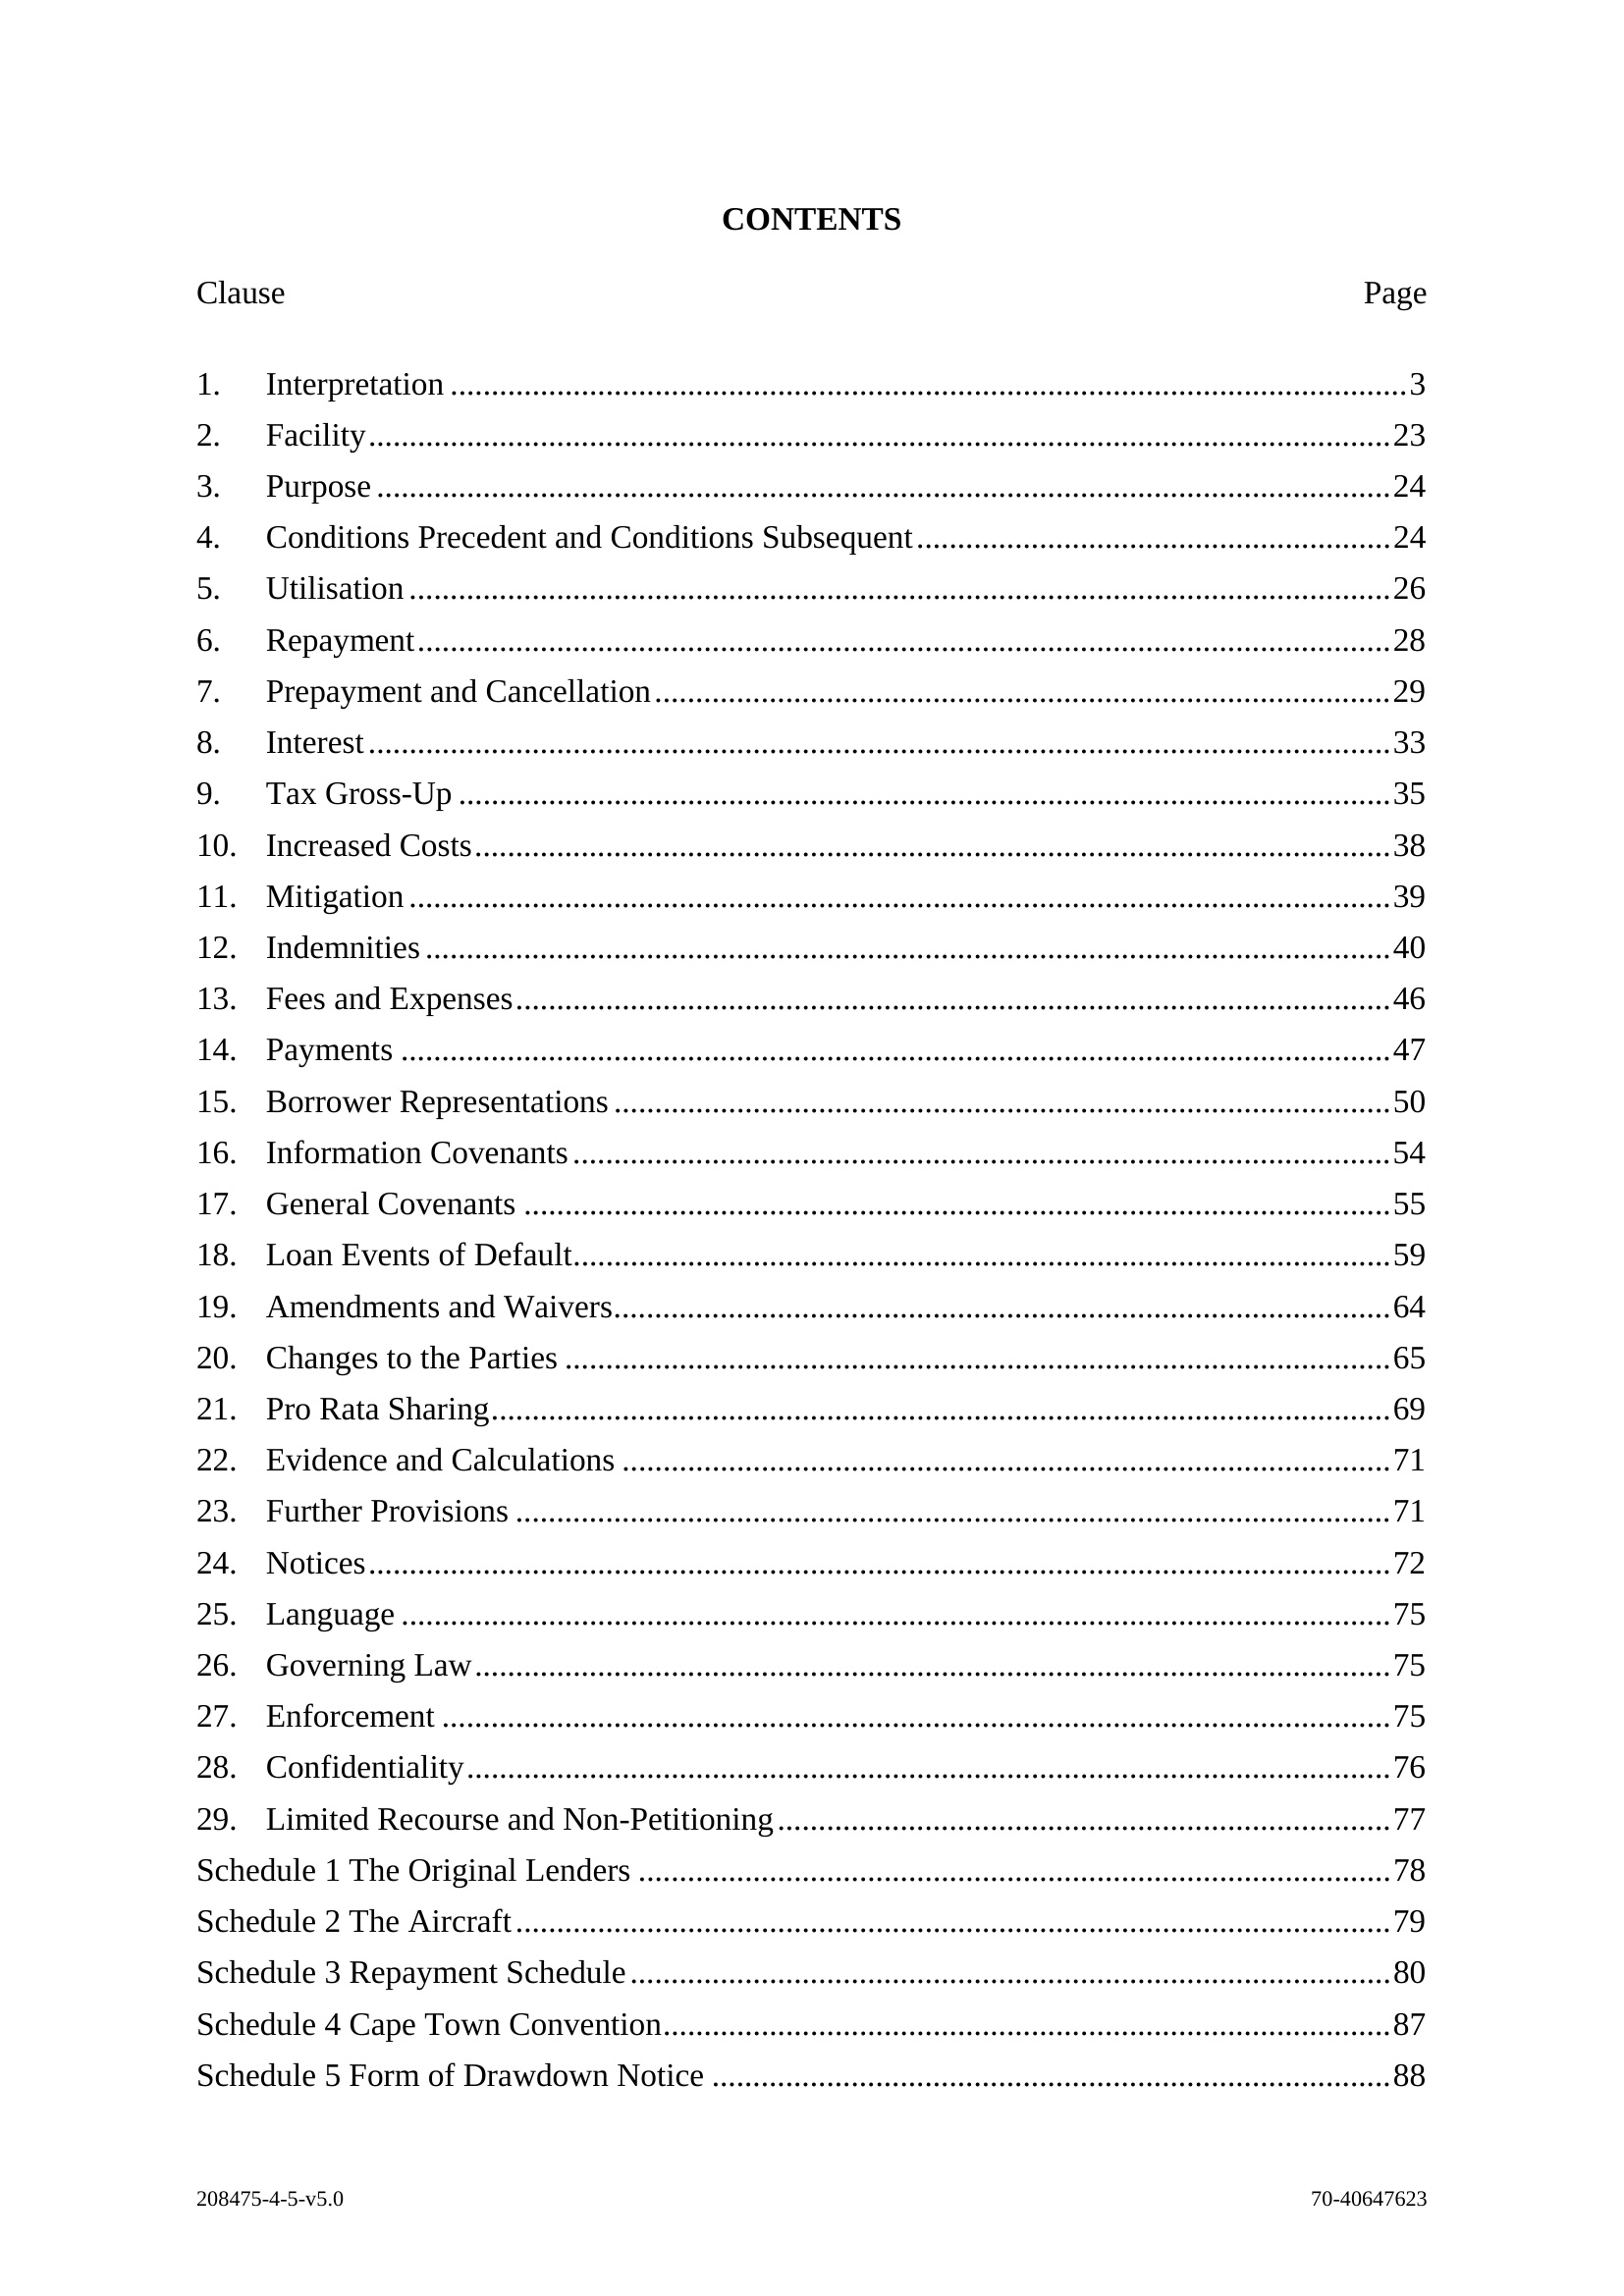 CONTENTS
Clause Page
1. Interpretation ..................................................................................................................... 3
2. Facility ............................................................................................................................. 23
3. Purpose ............................................................................................................................ 24
4. Conditions Precedent and Conditions Subsequent .......................................................... 24
5. Utilisation ........................................................................................................................ 26
6. Repayment ....................................................................................................................... 28
7. Prepayment and Cancellation .......................................................................................... 29
8. Interest ............................................................................................................................. 33
9. Tax Gross-Up .................................................................................................................. 35
10. Increased Costs ................................................................................................................ 38
11. Mitigation ........................................................................................................................ 39
12. Indemnities ...................................................................................................................... 40
13. Fees and Expenses ........................................................................................................... 46
14. Payments ......................................................................................................................... 47
15. Borrower Representations ............................................................................................... 50
16. Information Covenants .................................................................................................... 54
17. General Covenants .......................................................................................................... 55
18. Loan Events of Default .................................................................................................... 59
19. Amendments and Waivers ............................................................................................... 64
20. Changes to the Parties ..................................................................................................... 65
21. Pro Rata Sharing .............................................................................................................. 69
22. Evidence and Calculations .............................................................................................. 71
23. Further Provisions ........................................................................................................... 71
24. Notices ............................................................................................................................. 72
25. Language ......................................................................................................................... 75
26. Governing Law ................................................................................................................ 75
27. Enforcement .................................................................................................................... 75
28. Confidentiality ................................................................................................................. 76
29. Limited Recourse and Non-Petitioning ........................................................................... 77
Schedule 1 The Original Lenders ............................................................................................ 78
Schedule 2 The Aircraft ........................................................................................................... 79
Schedule 3 Repayment Schedule ............................................................................................. 80
Schedule 4 Cape Town Convention ......................................................................................... 87
Schedule 5 Form of Drawdown Notice ................................................................................... 88
208475-4-5-v5.0 70-40647623